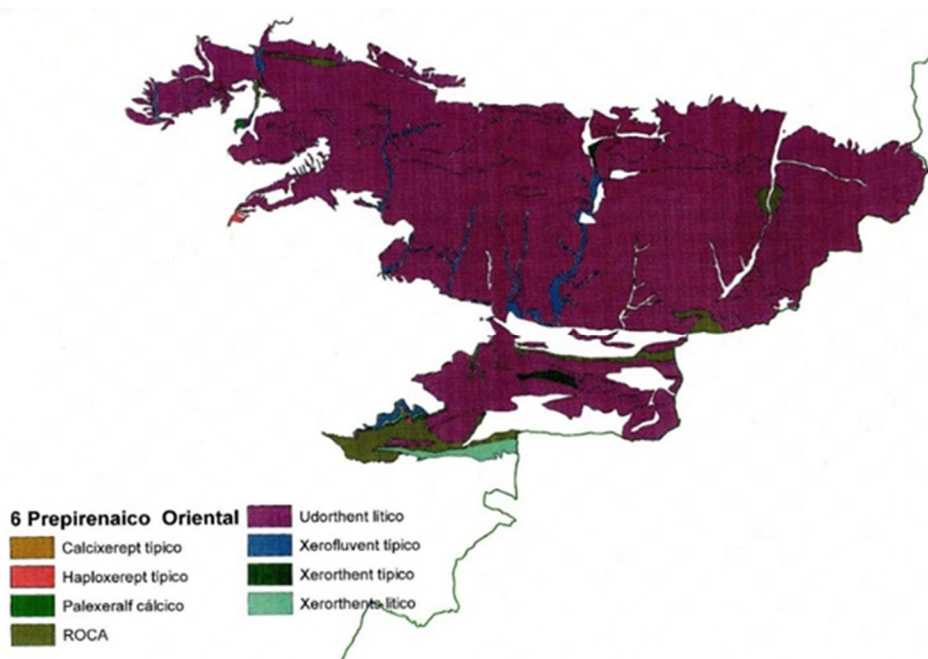 6 Prepirenaico Oriental
Calcixerept típico
Haploxerept típico
Palexeralf cálcico
ROCA
Udorthent lítico
Xerofluvent típico
Xerorthent típico
Xerorthents lítico